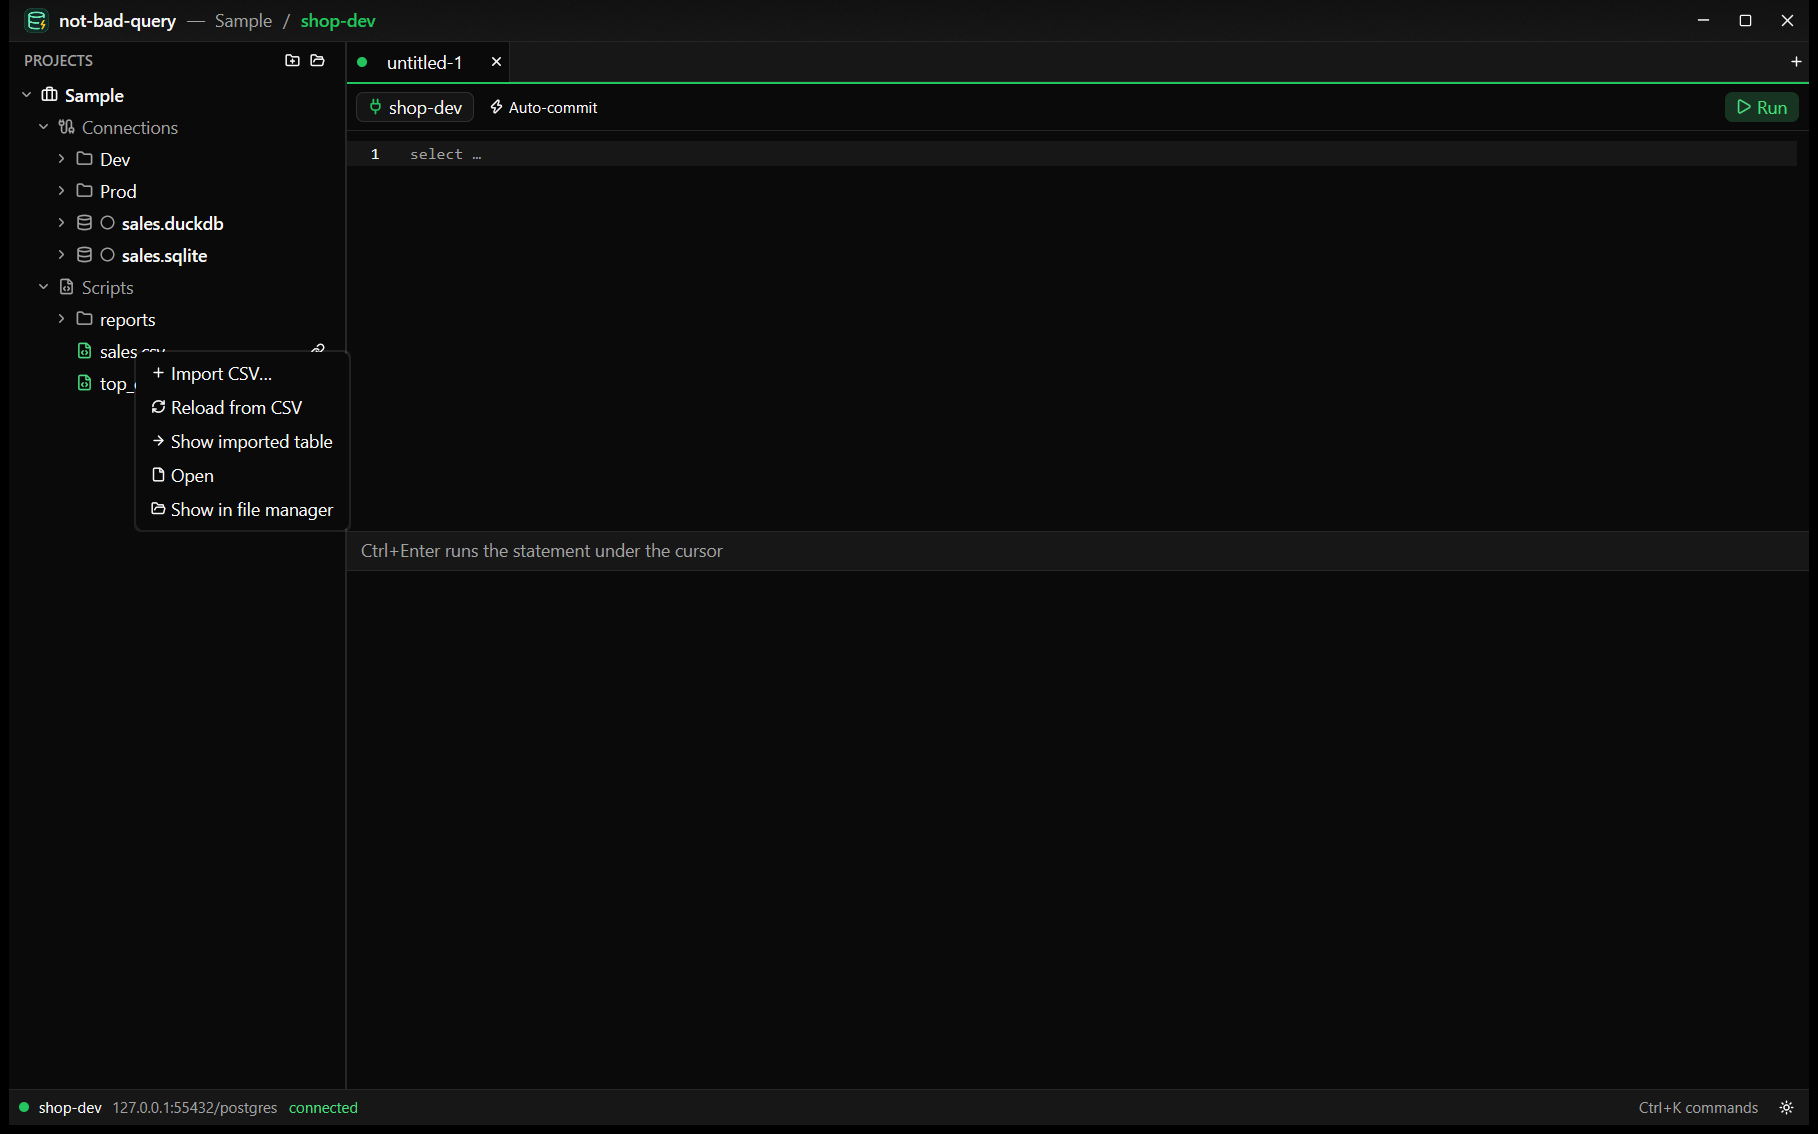 not-bad-query — Sample / shop-dev
PROJECTS
untitled-1
Sample
Connections
Dev
Prod
sales.duckdb
sales.sqlite
Scripts
reports
sales.csv
top_
shop-dev Auto-commit
Run
1 select …
Import CSV...
Reload from CSV
Show imported table
Open
Show in file manager
Ctrl+Enter runs the statement under the cursor
shop-dev 127.0.0.1:55432/postgres connected
Ctrl+K commands